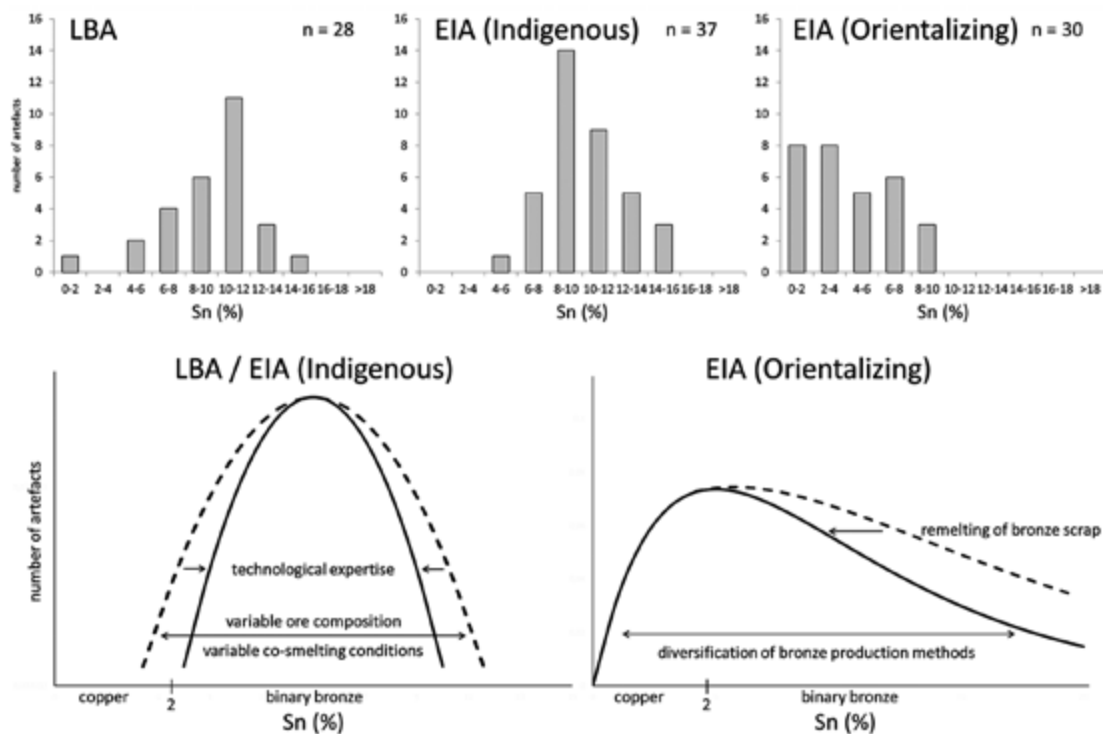 LBA
n = 28
number of artefacts
16
14
12
10
8
6
4
2
0
0-2 2-4 4-6 6-8 8-10 10-12 12-14 14-16 16-18 >18
Sn (%)
EIA (Indigenous)
n = 37
16
14
12
10
8
6
4
2
0
0-2 2-4 4-6 6-8 8-10 10-12 12-14 14-16 16-18 >18
Sn (%)
EIA (Orientalizing)
n = 30
16
14
12
10
8
6
4
2
0
0-2 2-4 4-6 6-8 8-10 10-12 12-14 14-16 16-18 >18
Sn (%)
LBA / EIA (Indigenous)
number of artefacts
technological expertise
variable ore composition
variable co-smelting conditions
copper 2 binary bronze
Sn (%)
EIA (Orientalizing)
remelting of bronze scrap
diversification of bronze production methods
copper 2 binary bronze
Sn (%)